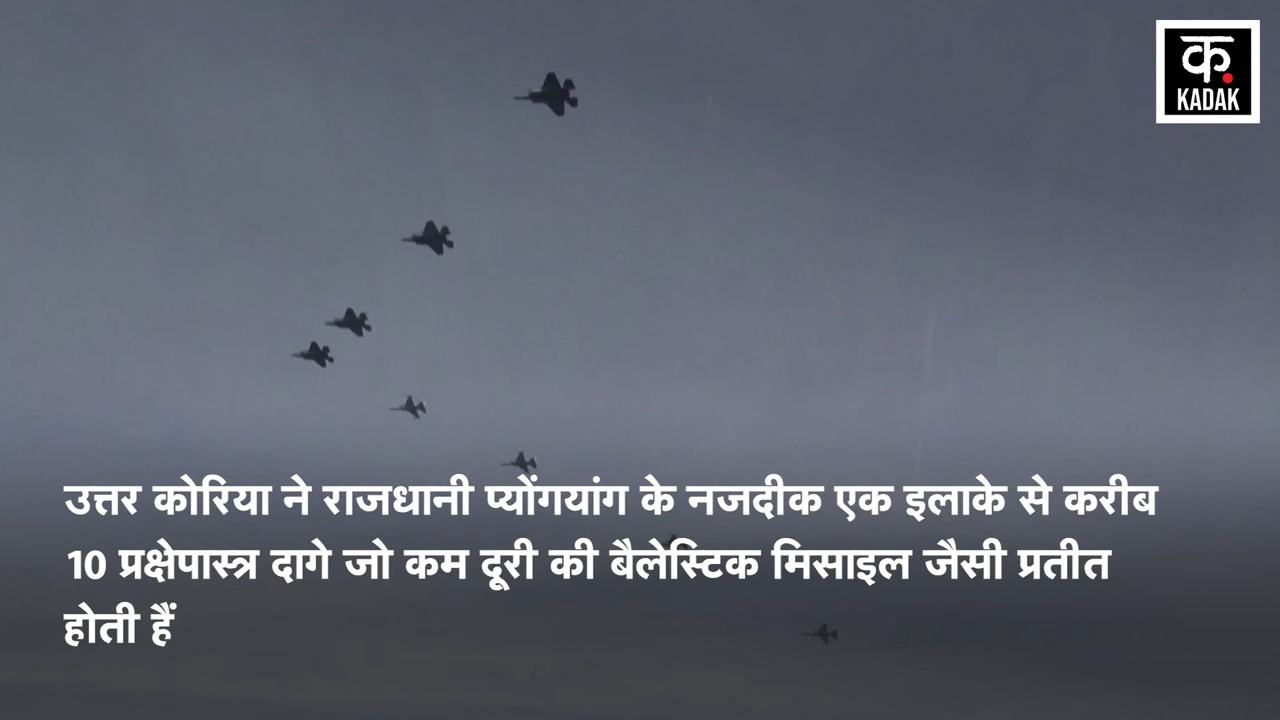 क
KADAK
उत्तर कोरिया ने राजधानी प्योंगयांग के नजदीक एक इलाके से करीब
10 प्रक्षेपास्त्र दागे जो कम दूरी की बैलेस्टिक मिसाइल जैसी प्रतीत
होती हैं